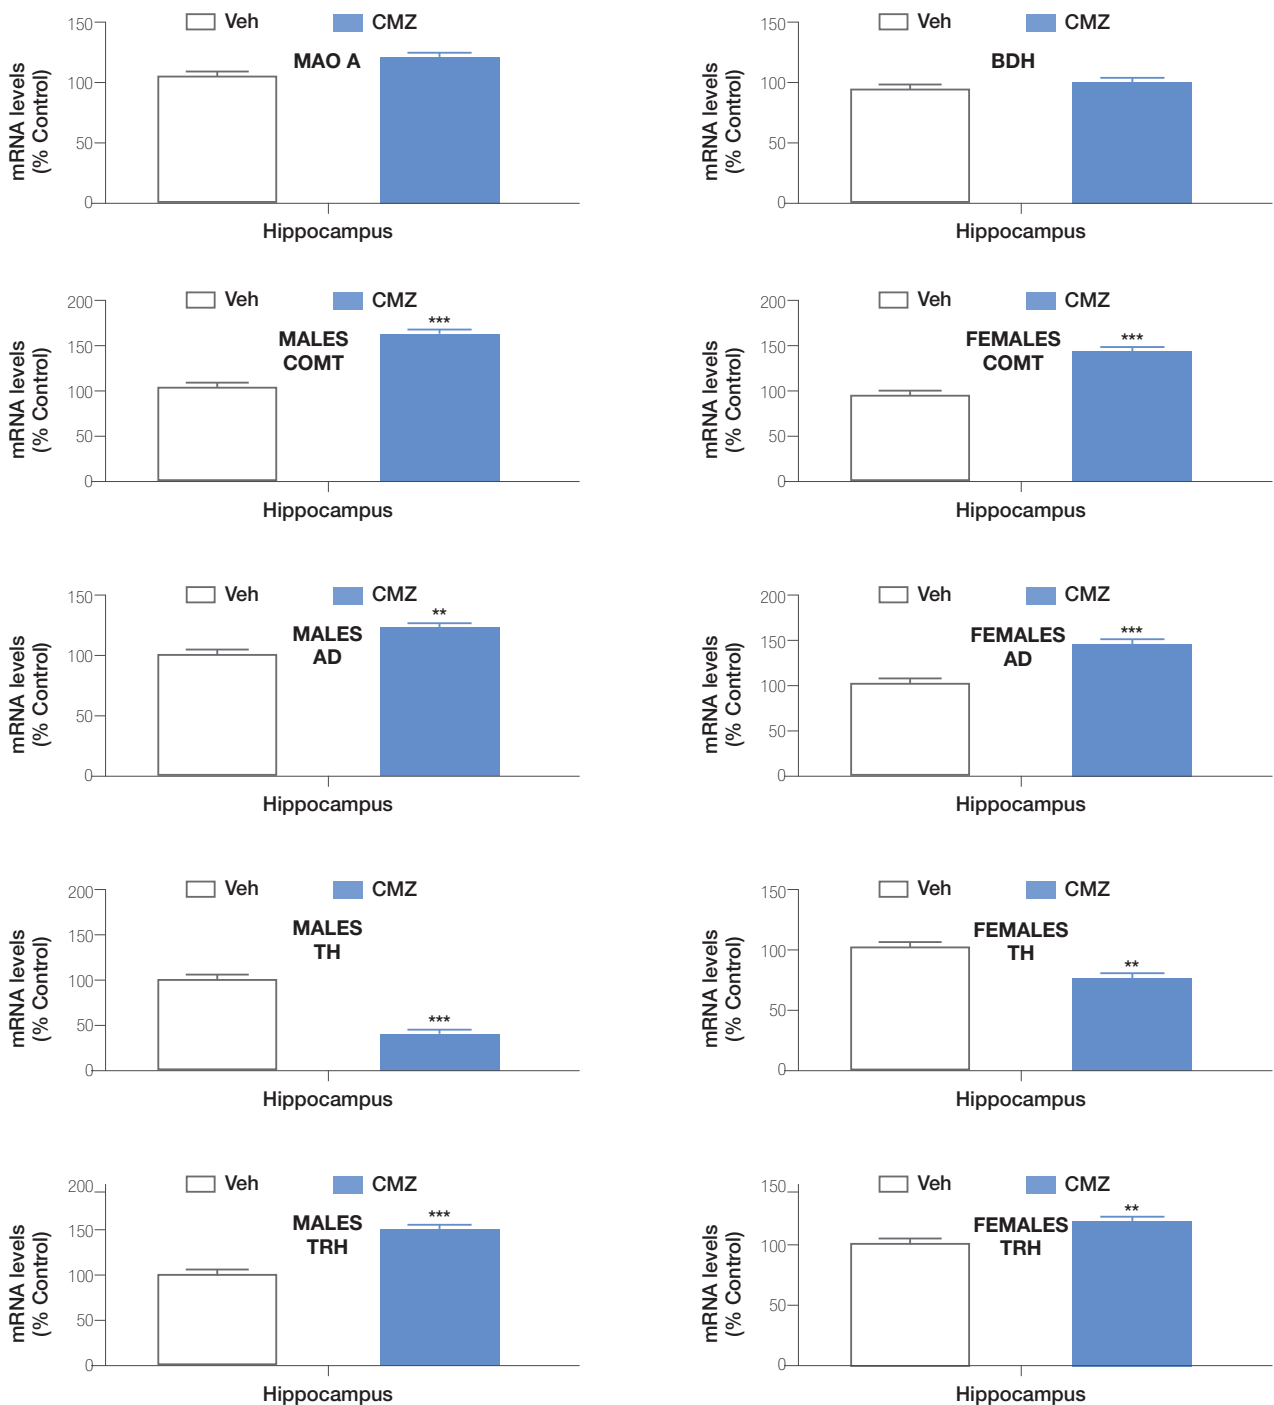 Veh
CMZ
MAO A
mRNA levels
(% Control)
150
100
50
0
Hippocampus
Veh
CMZ
BDH
mRNA levels
(% Control)
150
100
50
0
Hippocampus
Veh
CMZ
MALES
COMT
***
mRNA levels
(% Control)
200
150
100
50
0
Hippocampus
Veh
CMZ
FEMALES
COMT
***
mRNA levels
(% Control)
200
150
100
50
0
Hippocampus
Veh
CMZ
MALES
AD
**
mRNA levels
(% Control)
150
100
50
0
Hippocampus
Veh
CMZ
FEMALES
AD
***
mRNA levels
(% Control)
200
150
100
50
0
Hippocampus
Veh
CMZ
MALES
TH
***
mRNA levels
(% Control)
200
150
100
50
0
Hippocampus
Veh
CMZ
FEMALES
TH
**
mRNA levels
(% Control)
150
100
50
0
Hippocampus
Veh
CMZ
MALES
TRH
***
mRNA levels
(% Control)
200
150
100
50
0
Hippocampus
Veh
CMZ
FEMALES
TRH
**
mRNA levels
(% Control)
150
100
50
0
Hippocampus